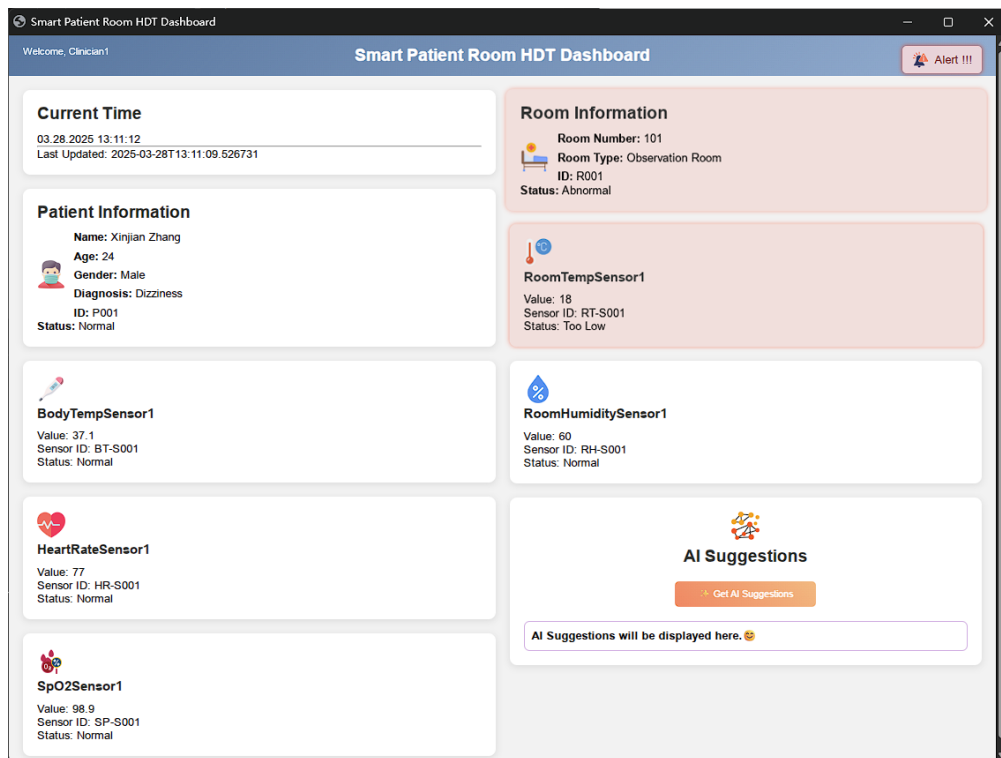 Smart Patient Room HDT Dashboard
Welcome, Clinician1
Smart Patient Room HDT Dashboard
Alert !!!
Current Time
03.28.2025 13:11:12
Last Updated: 2025-03-28T13:11:09.526731
Patient Information
Name: Xinjian Zhang
Age: 24
Gender: Male
Diagnosis: Dizziness
ID: P001
Status: Normal
BodyTempSensor1
Value: 37.1
Sensor ID: BT-S001
Status: Normal
HeartRateSensor1
Value: 77
Sensor ID: HR-S001
Status: Normal
SpO2Sensor1
Value: 98.9
Sensor ID: SP-S001
Status: Normal
Room Information
Room Number: 101
Room Type: Observation Room
ID: R001
Status: Abnormal
°C
RoomTempSensor1
Value: 18
Sensor ID: RT-S001
Status: Too Low
%
RoomHumiditySensor1
Value: 60
Sensor ID: RH-S001
Status: Normal
AI Suggestions
✨ Get AI Suggestions
AI Suggestions will be displayed here.😊